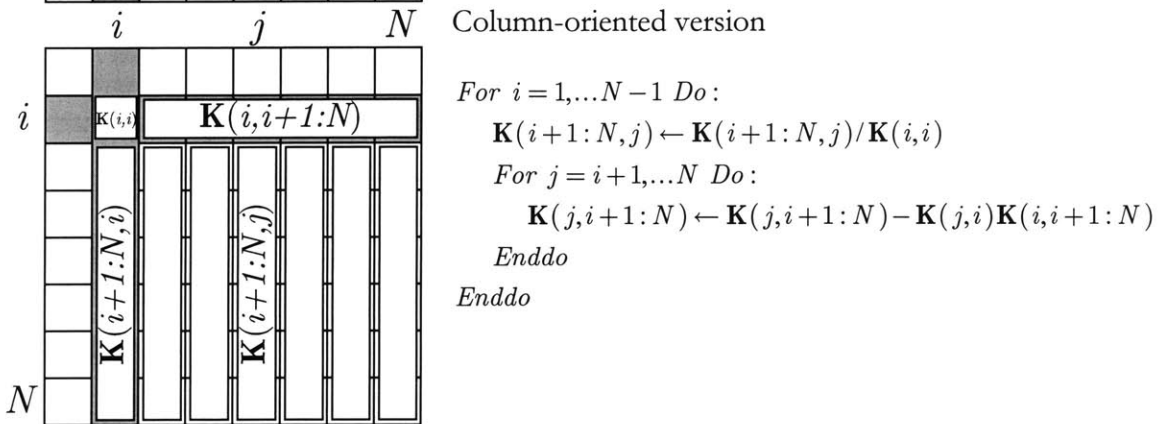 i j N
Column-oriented version
i
K(i,i)
K(i,i+1:N)
For i = 1,...N − 1 Do:
K(i+1:N,j) ← K(i+1:N,j)/K(i,i)
For j = i+1,...N Do:
K(j,i+1:N) ← K(j,i+1:N) − K(j,i)K(i,i+1:N)
Enddo
Enddo
K(i+1:N,i)
K(i+1:N,j)
N